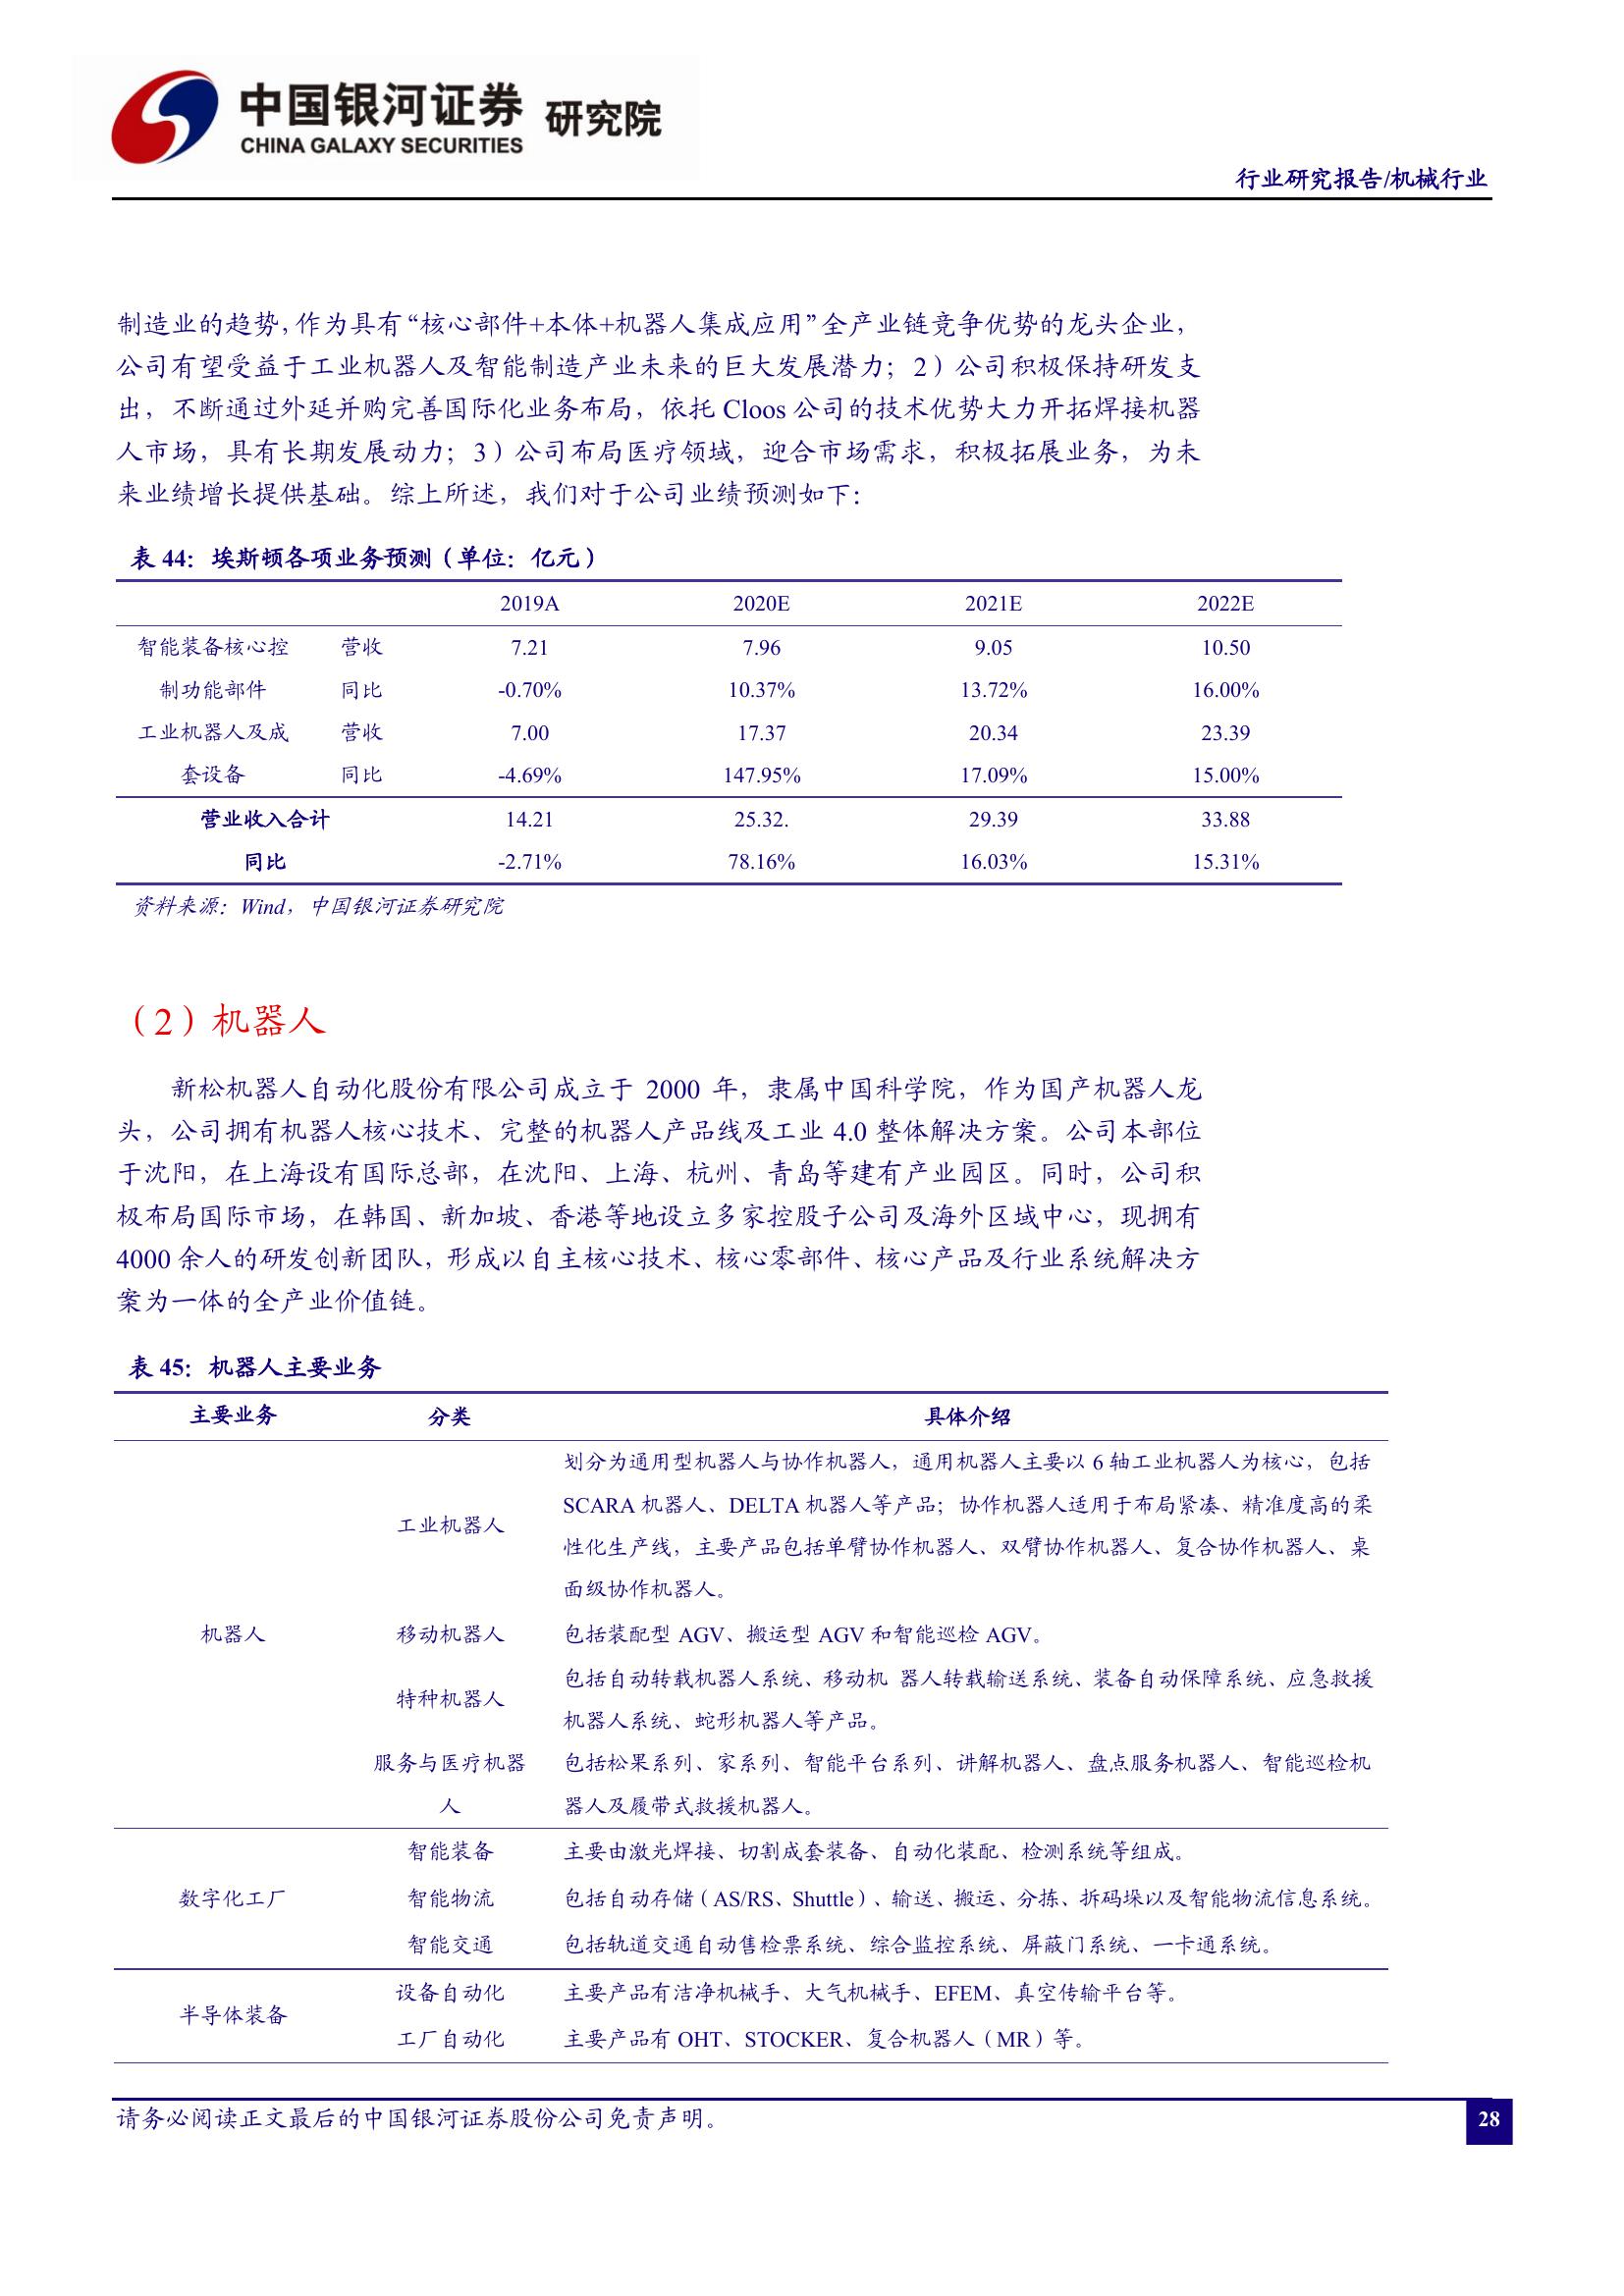 中国银河证券 研究院
CHINA GALAXY SECURITIES
行业研究报告/机械行业
制造业的趋势，作为具有“核心部件+本体+机器人集成应用”全产业链竞争优势的龙头企业，
公司有望受益于工业机器人及智能制造产业未来的巨大发展潜力；2）公司积极保持研发支
出，不断通过外延并购完善国际化业务布局，依托 Cloos 公司的技术优势大力开拓焊接机器
人市场，具有长期发展动力；3）公司布局医疗领域，迎合市场需求，积极拓展业务，为未
来业绩增长提供基础。综上所述，我们对于公司业绩预测如下：
表 44：埃斯顿各项业务预测（单位：亿元）
2019A 2020E 2021E 2022E
智能装备核心控 营收 7.21 7.96 9.05 10.50
制功能部件 同比 -0.70% 10.37% 13.72% 16.00%
工业机器人及成 营收 7.00 17.37 20.34 23.39
套设备 同比 -4.69% 147.95% 17.09% 15.00%
营业收入合计 14.21 25.32. 29.39 33.88
同比 -2.71% 78.16% 16.03% 15.31%
资料来源：Wind，中国银河证券研究院
（2）机器人
新松机器人自动化股份有限公司成立于 2000 年，隶属中国科学院，作为国产机器人龙
头，公司拥有机器人核心技术、完整的机器人产品线及工业 4.0 整体解决方案。公司本部位
于沈阳，在上海设有国际总部，在沈阳、上海、杭州、青岛等建有产业园区。同时，公司积
极布局国际市场，在韩国、新加坡、香港等地设立多家控股子公司及海外区域中心，现拥有
4000 余人的研发创新团队，形成以自主核心技术、核心零部件、核心产品及行业系统解决方
案为一体的全产业价值链。
表 45：机器人主要业务
主要业务 分类 具体介绍
划分为通用型机器人与协作机器人，通用机器人主要以 6 轴工业机器人为核心，包括
SCARA 机器人、DELTA 机器人等产品；协作机器人适用于布局紧凑、精准度高的柔
工业机器人
性化生产线，主要产品包括单臂协作机器人、双臂协作机器人、复合协作机器人、桌
面级协作机器人。
机器人 移动机器人 包括装配型 AGV、搬运型 AGV 和智能巡检 AGV。
包括自动转载机器人系统、移动机 器人转载输送系统、装备自动保障系统、应急救援
特种机器人
机器人系统、蛇形机器人等产品。
服务与医疗机器 包括松果系列、家系列、智能平台系列、讲解机器人、盘点服务机器人、智能巡检机
人 器人及履带式救援机器人。
智能装备 主要由激光焊接、切割成套装备、自动化装配、检测系统等组成。
数字化工厂 智能物流 包括自动存储（AS/RS、Shuttle）、输送、搬运、分拣、拆码垛以及智能物流信息系统。
智能交通 包括轨道交通自动售检票系统、综合监控系统、屏蔽门系统、一卡通系统。
设备自动化 主要产品有洁净机械手、大气机械手、EFEM、真空传输平台等。
半导体装备
工厂自动化 主要产品有 OHT、STOCKER、复合机器人（MR）等。
请务必阅读正文最后的中国银河证券股份公司免责声明。
28